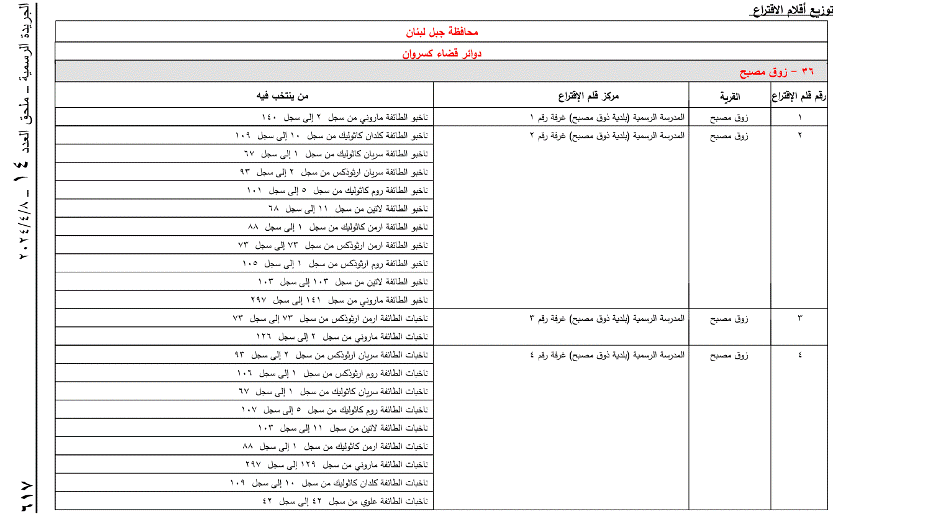 توزيع أقلام الاقتراع
محافظة جبل لبنان
دوائر قضاء كسروان
٣٦ - زوق مصبح
رقم قلم الإقتراع القرية مركز قلم الإقتراع من ينتخب فيه
١ زوق مصبح المدرسة الرسمية (بلدية ذوق مصبح) غرفة رقم ١ ناخبو الطائفة ماروني من سجل ٢ إلى سجل ١٤٠
٢ زوق مصبح المدرسة الرسمية (بلدية ذوق مصبح) غرفة رقم ٢ ناخبو الطائفة كلدان كاثوليك من سجل ١٠ إلى سجل ١٠٩
ناخبو الطائفة سريان كاثوليك من سجل ١ إلى سجل ٦٧
ناخبو الطائفة سريان ارثوذكس من سجل ٢ إلى سجل ٩٣
ناخبو الطائفة روم كاثوليك من سجل ٥ إلى سجل ١٠١
ناخبو الطائفة لاتين من سجل ١١ إلى سجل ٦٨
ناخبو الطائفة ارمن كاثوليك من سجل ١ إلى سجل ٨٨
ناخبو الطائفة ارمن ارثوذكس من سجل ٧٣ إلى سجل ٧٣
ناخبو الطائفة روم ارثوذكس من سجل ١ إلى سجل ١٠٥
ناخبو الطائفة لاتين من سجل ١٠٣ إلى سجل ١٠٣
ناخبو الطائفة ماروني من سجل ١٤١ إلى سجل ٢٩٧
٣ زوق مصبح المدرسة الرسمية (بلدية ذوق مصبح) غرفة رقم ٣ ناخبات الطائفة ارمن ارثوذكس من سجل ٧٣ إلى سجل ٧٣
ناخبات الطائفة ماروني من سجل ٢ إلى سجل ١٢٦
٤ زوق مصبح المدرسة الرسمية (بلدية ذوق مصبح) غرفة رقم ٤ ناخبات الطائفة سريان ارثوذكس من سجل ٢ إلى سجل ٩٣
ناخبات الطائفة روم ارثوذكس من سجل ١ إلى سجل ١٠٦
ناخبات الطائفة سريان كاثوليك من سجل ١ إلى سجل ٦٧
ناخبات الطائفة روم كاثوليك من سجل ٥ إلى سجل ١٠٧
ناخبات الطائفة لاتين من سجل ١١ إلى سجل ١٠٣
ناخبات الطائفة ارمن كاثوليك من سجل ١ إلى سجل ٨٨
ناخبات الطائفة ماروني من سجل ١٢٩ إلى سجل ٢٩٧
ناخبات الطائفة كلدان كاثوليك من سجل ١٠ إلى سجل ١٠٩
ناخبات الطائفة علوي من سجل ٤٢ إلى سجل ٤٢
الجريدة الرسمية – ملحق العدد ١٤ – ٢٠٢٤/٤/٨
٦١٧